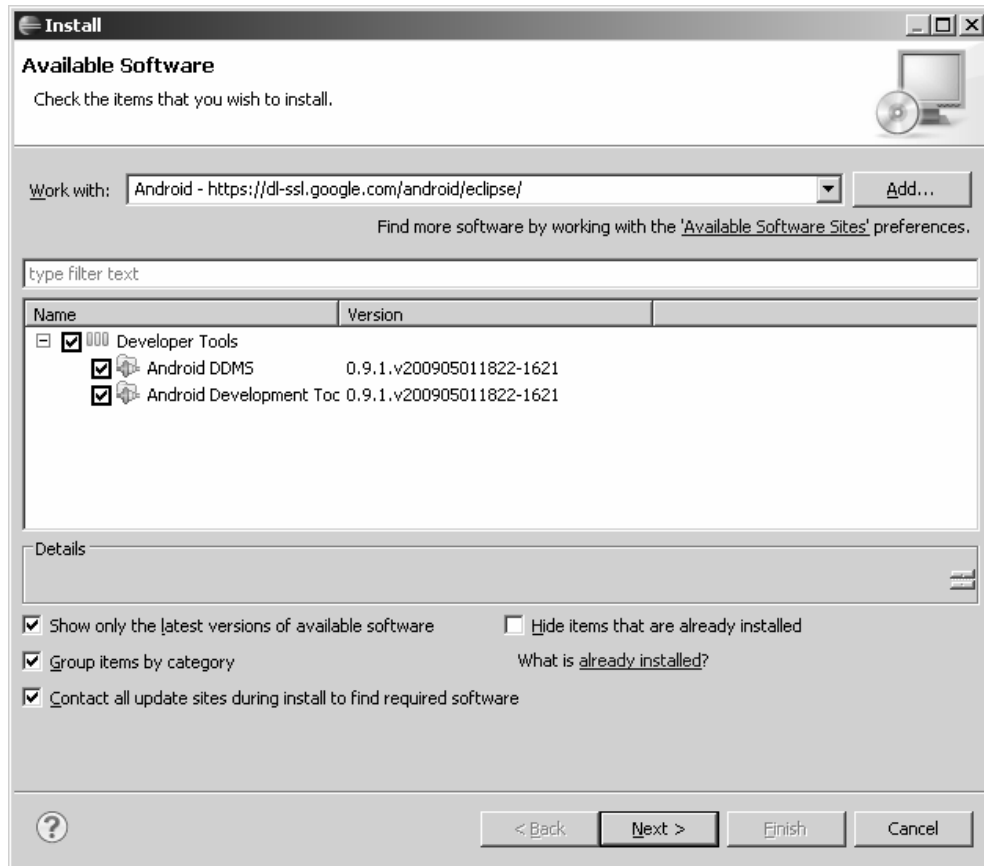 Install
Available Software
Check the items that you wish to install.
Work with: Android - https://dl-ssl.google.com/android/eclipse/ Add...
Find more software by working with the 'Available Software Sites' preferences.
type filter text
Name Version
Developer Tools
Android DDMS 0.9.1.v200905011822-1621
Android Development Toc 0.9.1.v200905011822-1621
Details
Show only the latest versions of available software Hide items that are already installed
Group items by category What is already installed?
Contact all update sites during install to find required software
? < Back Next > Finish Cancel